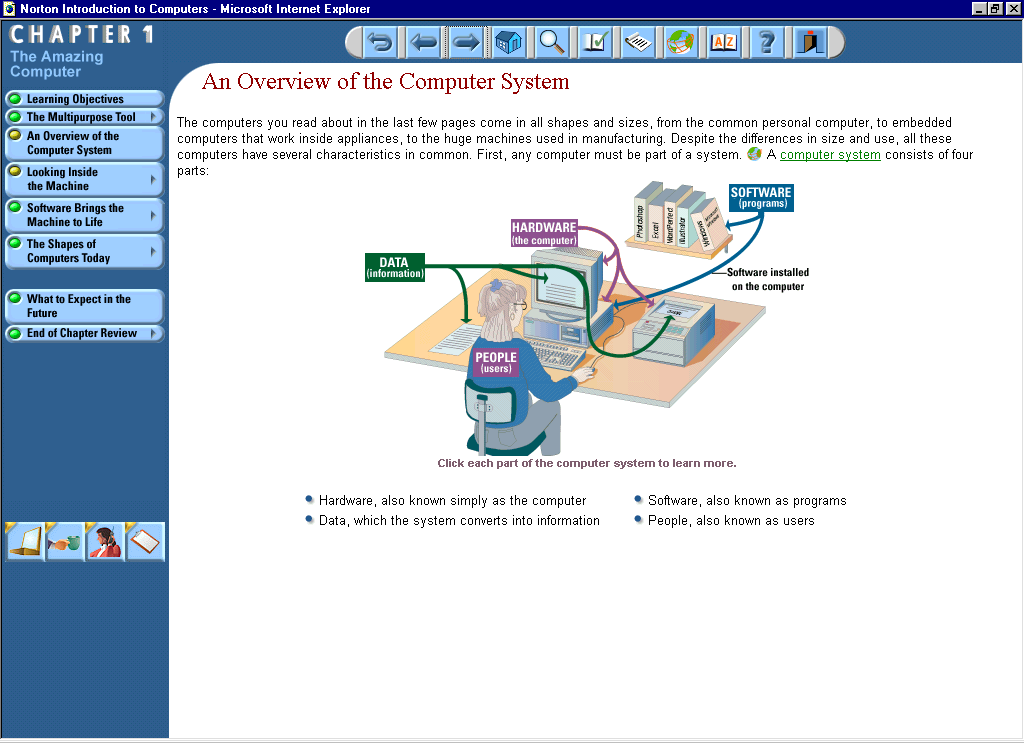 Norton Introduction to Computers - Microsoft Internet Explorer
CHAPTER 1
The Amazing
Computer
Learning Objectives
The Multipurpose Tool
An Overview of the
Computer System
Looking Inside
the Machine
Software Brings the
Machine to Life
The Shapes of
Computers Today
What to Expect in the
Future
End of Chapter Review
A Z
?
An Overview of the Computer System
The computers you read about in the last few pages come in all shapes and sizes, from the common personal computer, to embedded
computers that work inside appliances, to the huge machines used in manufacturing. Despite the differences in size and use, all these
computers have several characteristics in common. First, any computer must be part of a system. A computer system consists of four
parts:
SOFTWARE
(programs)
Photoshop
Excel
WordPerfect
Illustrator
Windows
HARDWARE
(the computer)
DATA
(information)
Software installed
on the computer
PEOPLE
(users)
Click each part of the computer system to learn more.
Hardware, also known simply as the computer
Software, also known as programs
Data, which the system converts into information
People, also known as users